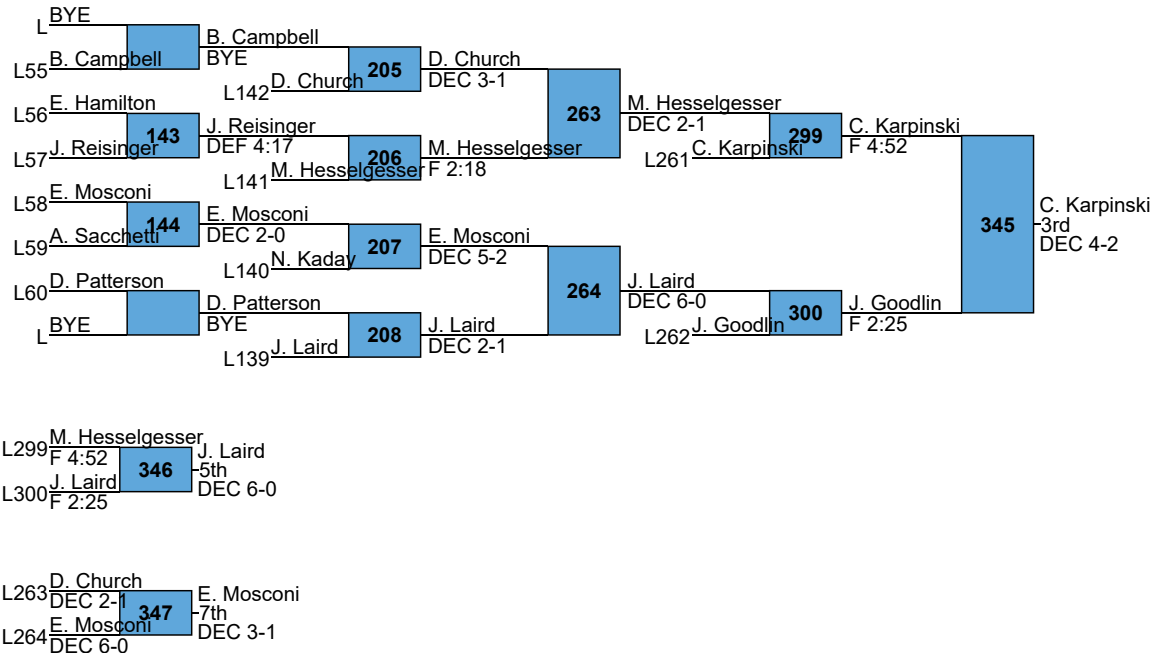 L BYE
L55 B. Campbell
B. Campbell
BYE
L142 D. Church
205
D. Church
DEC 3-1
L56 E. Hamilton
L57 J. Reisinger
143
J. Reisinger
DEF 4:17
L141 M. Hesselgesser
206
M. Hesselgesser
F 2:18
263
M. Hesselgesser
DEC 2-1
L261 C. Karpinski
299
C. Karpinski
F 4:52
L58 E. Mosconi
L59 A. Sacchetti
144
E. Mosconi
DEC 2-0
L140 N. Kaday
207
E. Mosconi
DEC 5-2
L60 D. Patterson
L BYE
D. Patterson
BYE
L139 J. Laird
208
J. Laird
DEC 2-1
264
J. Laird
DEC 6-0
L262 J. Goodlin
300
J. Goodlin
F 2:25
345
C. Karpinski
3rd
DEC 4-2
L299 M. Hesselgesser
F 4:52
L300 J. Laird
F 2:25
346
J. Laird
5th
DEC 6-0
L263 D. Church
DEC 2-1
L264 E. Mosconi
DEC 6-0
347
E. Mosconi
7th
DEC 3-1